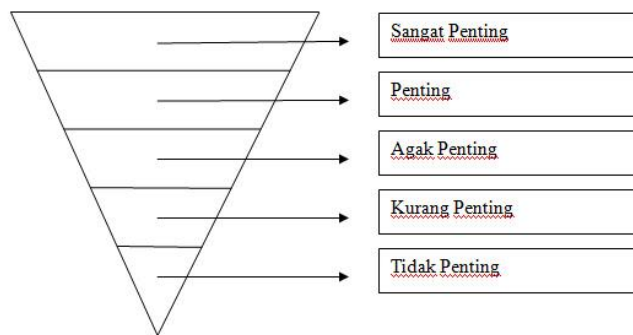 Sangat Penting
Penting
Agak Penting
Kurang Penting
Tidak Penting